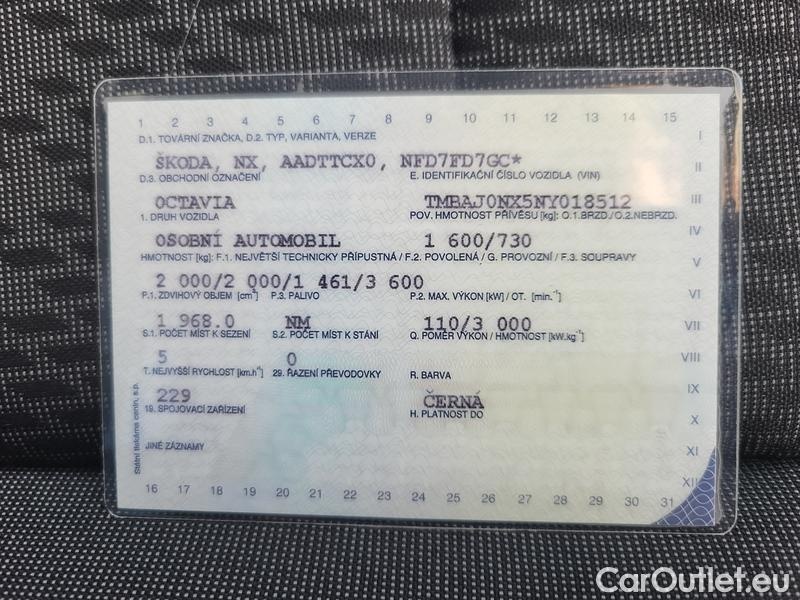 1 2 3 4 5 6 7 8 9 10 11 12 13 14 15
D.1. TOVÁRNÍ ZNAČKA, D.2. TYP, VARIANTA, VERZE I
ŠKODA, NX, AADTTCX0, NFD7FD7GC* II
D.3. OBCHODNÍ OZNAČENÍ E. IDENTIFIKAČNÍ ČÍSLO VOZIDLA (VIN)
OCTAVIA TMBAJ0NX5NY018512 III
1. DRUH VOZIDLA POV. HMOTNOST PŘÍVĚSU [kg]: O.1.BRZD./O.2.NEBRZD.
OSOBNÍ AUTOMOBIL 1 600/730 IV
HMOTNOST [kg]: F.1. NEJVĚTŠÍ TECHNICKY PŘÍPUSTNÁ / F.2. POVOLENÁ / G. PROVOZNÍ / F.3. SOUPRAVY V
2 000/2 000/1 461/3 600
P.1. ZDVIHOVÝ OBJEM [cm³] P.3. PALIVO P.2. MAX. VÝKON [kW] / OT. [min.⁻¹] VI
1 968.0 NM 110/3 000 VII
S.1. POČET MÍST K SEZENÍ S.2. POČET MÍST K STÁNÍ Q. POMĚR VÝKON / HMOTNOST [kW.kg⁻¹]
5 0 VIII
T. NEJVYŠŠÍ RYCHLOST [km.h⁻¹] 29. ŘAZENÍ PŘEVODOVKY R. BARVA
229 ČERNÁ IX
19. SPOJOVACÍ ZAŘÍZENÍ H. PLATNOST DO X
JINÉ ZÁZNAMY XI
XII
Státní tiskárna cenin, s.p.
16 17 18 19 20 21 22 23 24 25 26 27 28 29 30 31
CarOutlet.eu